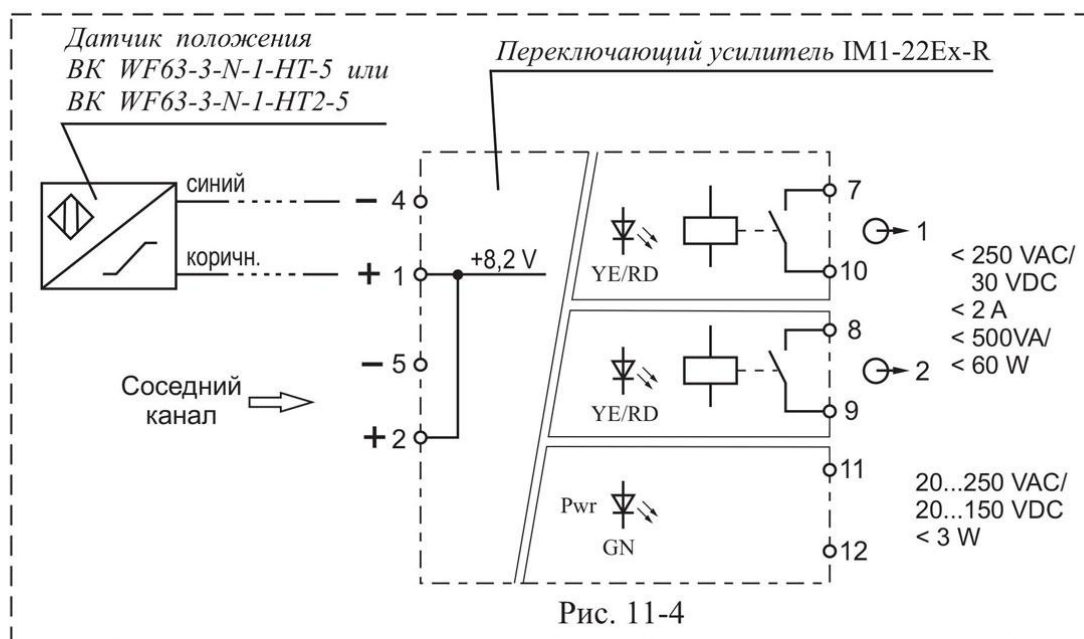 Датчик положения
ВК WF63-3-N-1-HT-5 или
ВК WF63-3-N-1-HT2-5
Переключающий усилитель IM1-22Ex-R
синий
коричн.
− 4
+ 1
+8,2 V
− 5
+ 2
Соседний
канал
YE/RD
7
10
1
YE/RD
8
9
2
< 250 VAC/
30 VDC
< 2 A
< 500VA/
< 60 W
Pwr
GN
11
12
20...250 VAC/
20...150 VDC
< 3 W
Рис. 11-4